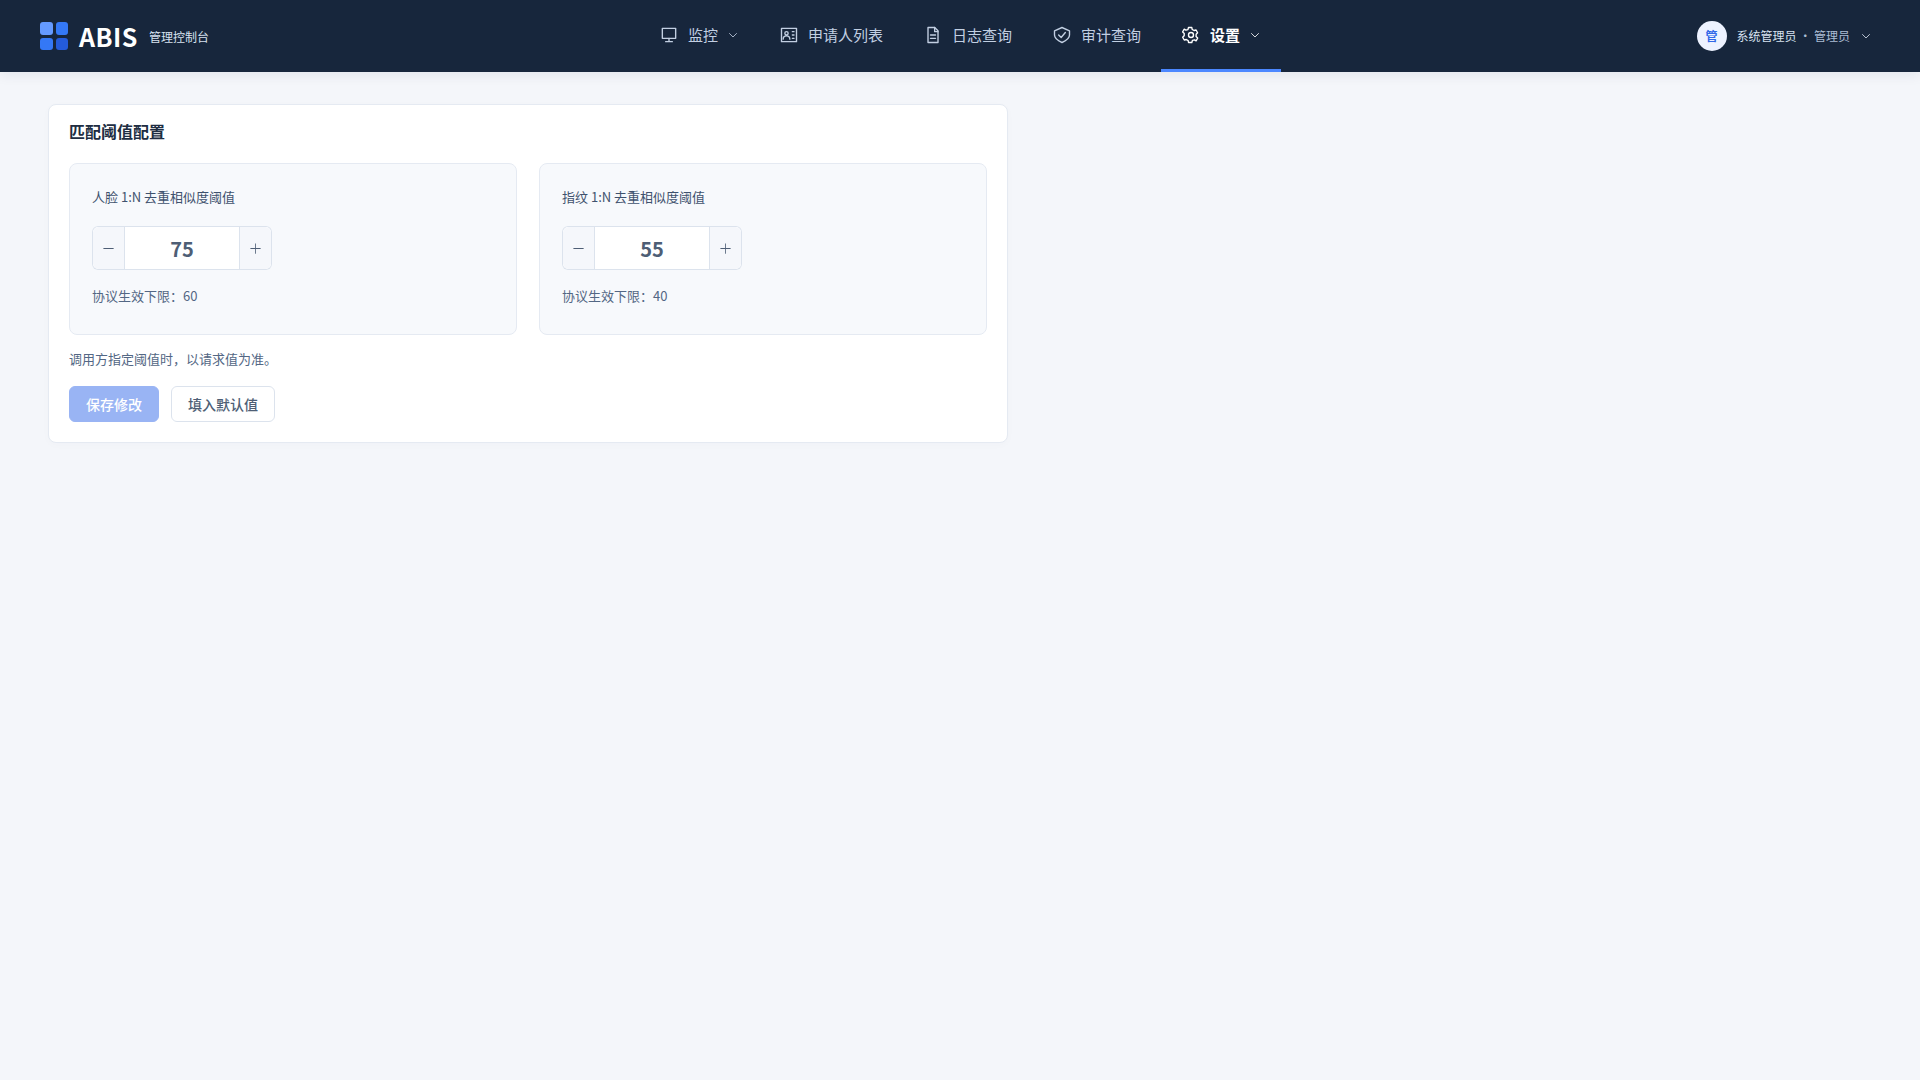 ABIS 管理控制台 监控 申请人列表 日志查询 审计查询 设置 管 系统管理员 · 管理员
匹配阈值配置
人脸 1:N 去重相似度阈值 指纹 1:N 去重相似度阈值
75 55
协议生效下限：60 协议生效下限：40
调用方指定阈值时，以请求值为准。
保存修改 填入默认值